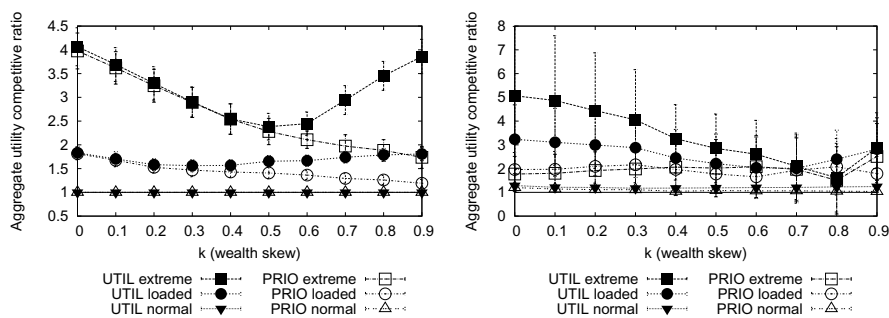 Aggregate utility competitive ratio
4.5
4
3.5
3
2.5
2
1.5
1
0.5
0 0.1 0.2 0.3 0.4 0.5 0.6 0.7 0.8 0.9
k (wealth skew)
UTIL extreme PRIO extreme
UTIL loaded PRIO loaded
UTIL normal PRIO normal
Aggregate utility competitive ratio
8
7
6
5
4
3
2
1
0
0 0.1 0.2 0.3 0.4 0.5 0.6 0.7 0.8 0.9
k (wealth skew)
UTIL extreme PRIO extreme
UTIL loaded PRIO loaded
UTIL normal PRIO normal